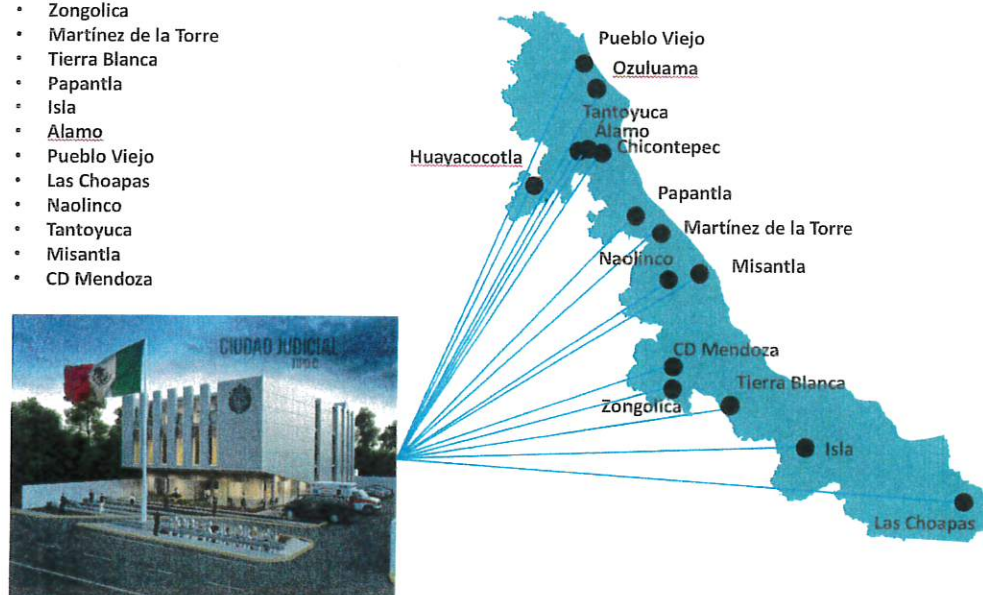 • Zongolica
• Martínez de la Torre
• Tierra Blanca
• Papantla
• Isla
• Alamo
• Pueblo Viejo
• Las Choapas
• Naolinco
• Tantoyuca
• Misantla
• CD Mendoza
Pueblo Viejo
Ozuluama
Tantoyuca
Álamo
Chicontepec
Huayacocotla
Papantla
Martínez de la Torre
Naolinco
Misantla
CD Mendoza
Tierra Blanca
Zongolica
Isla
Las Choapas
CIUDAD JUDICIAL